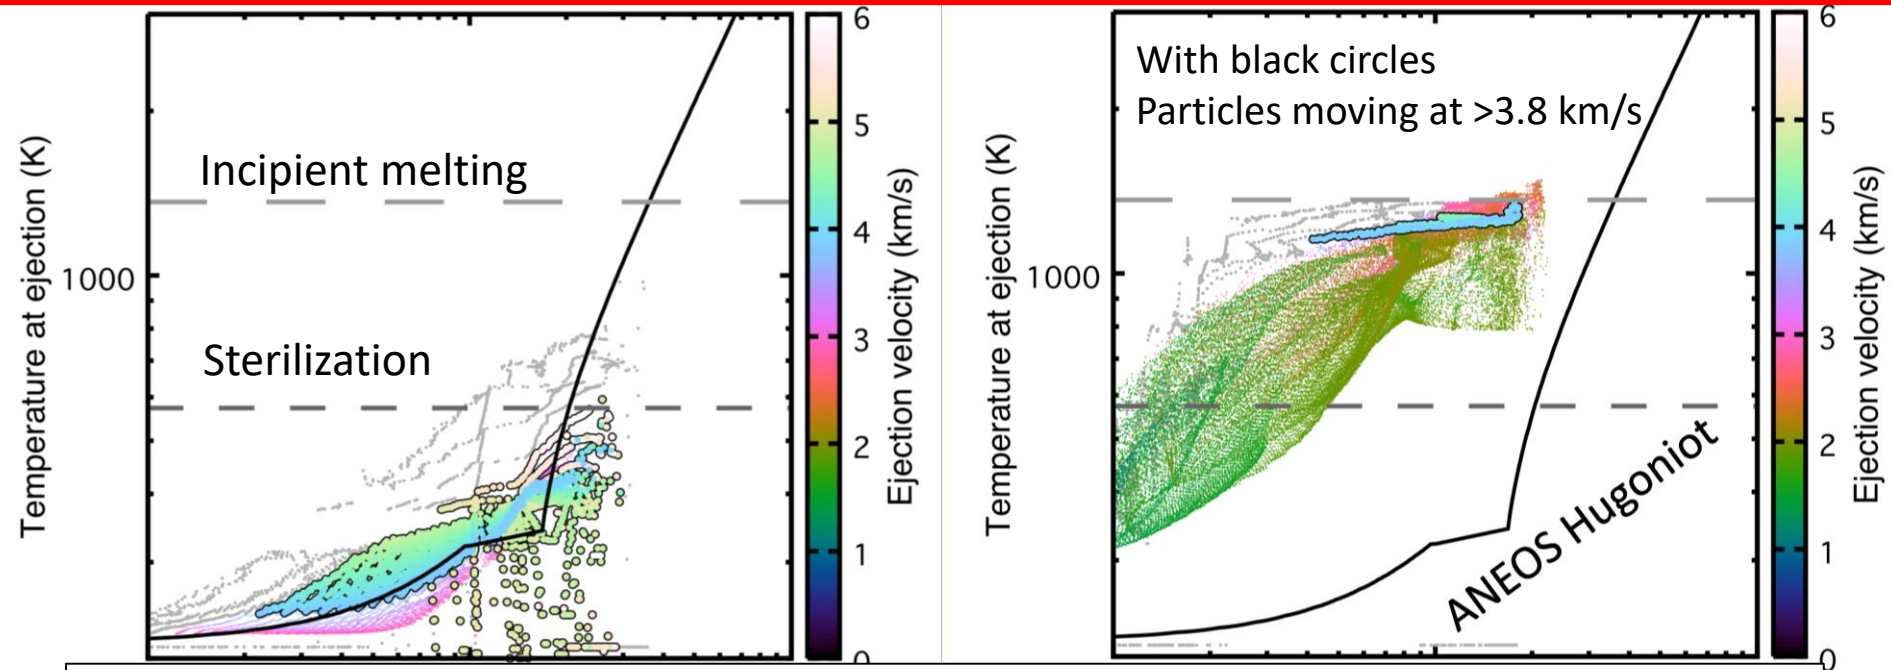 Incipient melting
Sterilization
Temperature at ejection (K)
1000
6
5
4
3
2
1
0
Ejection velocity (km/s)
With black circles
Particles moving at >3.8 km/s
ANEOS Hugoniot
Temperature at ejection (K)
1000
6
5
4
3
2
1
0
Ejection velocity (km/s)